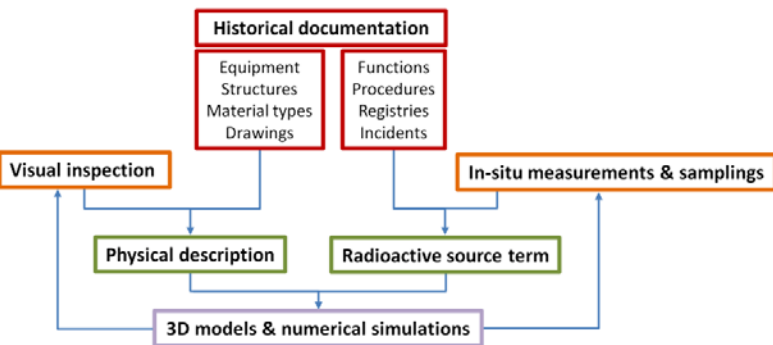 Historical documentation
Equipment
Structures
Material types
Drawings
Functions
Procedures
Registries
Incidents
Visual inspection
In-situ measurements & samplings
Physical description
Radioactive source term
3D models & numerical simulations